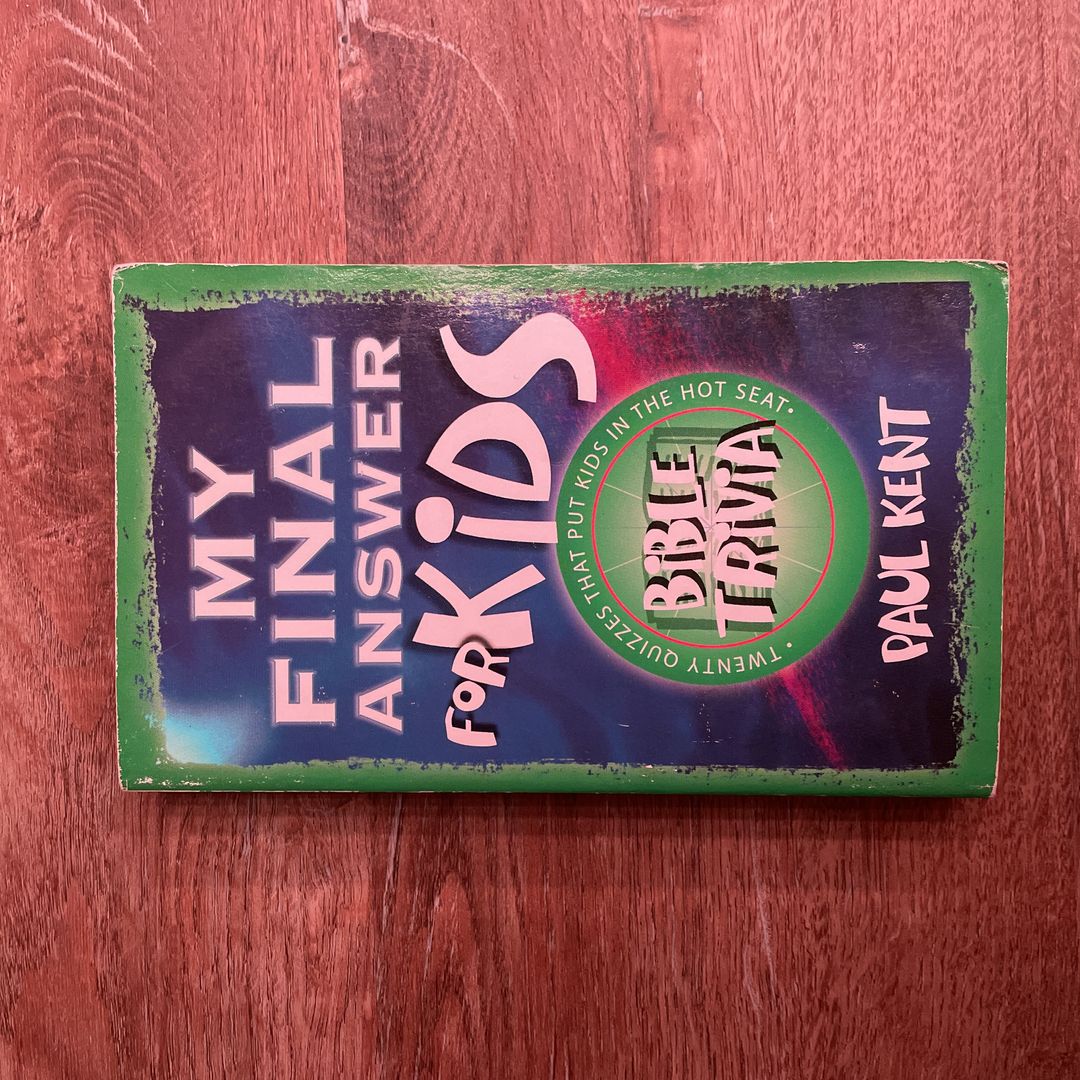 MY
FINAL
ANSWER
FOR KiDS
• TWENTY QUIZZES THAT PUT KIDS IN THE HOT SEAT •
BiBLE
TRiViA
PAUL KENT